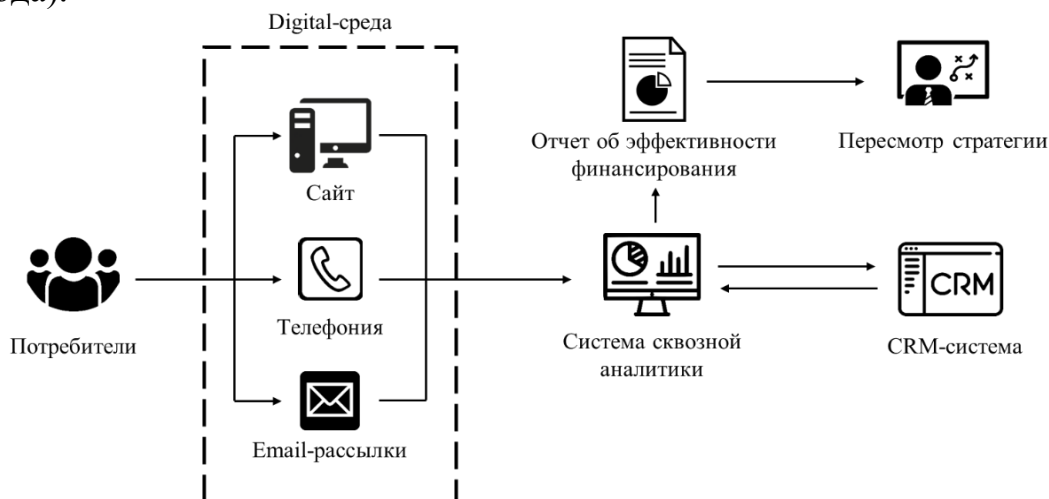 ода).
Digital-среда
Сайт
Телефония
Email-рассылки
Потребители
Отчет об эффективности
финансирования
Пересмотр стратегии
Система сквозной
аналитики
CRM
CRM-система